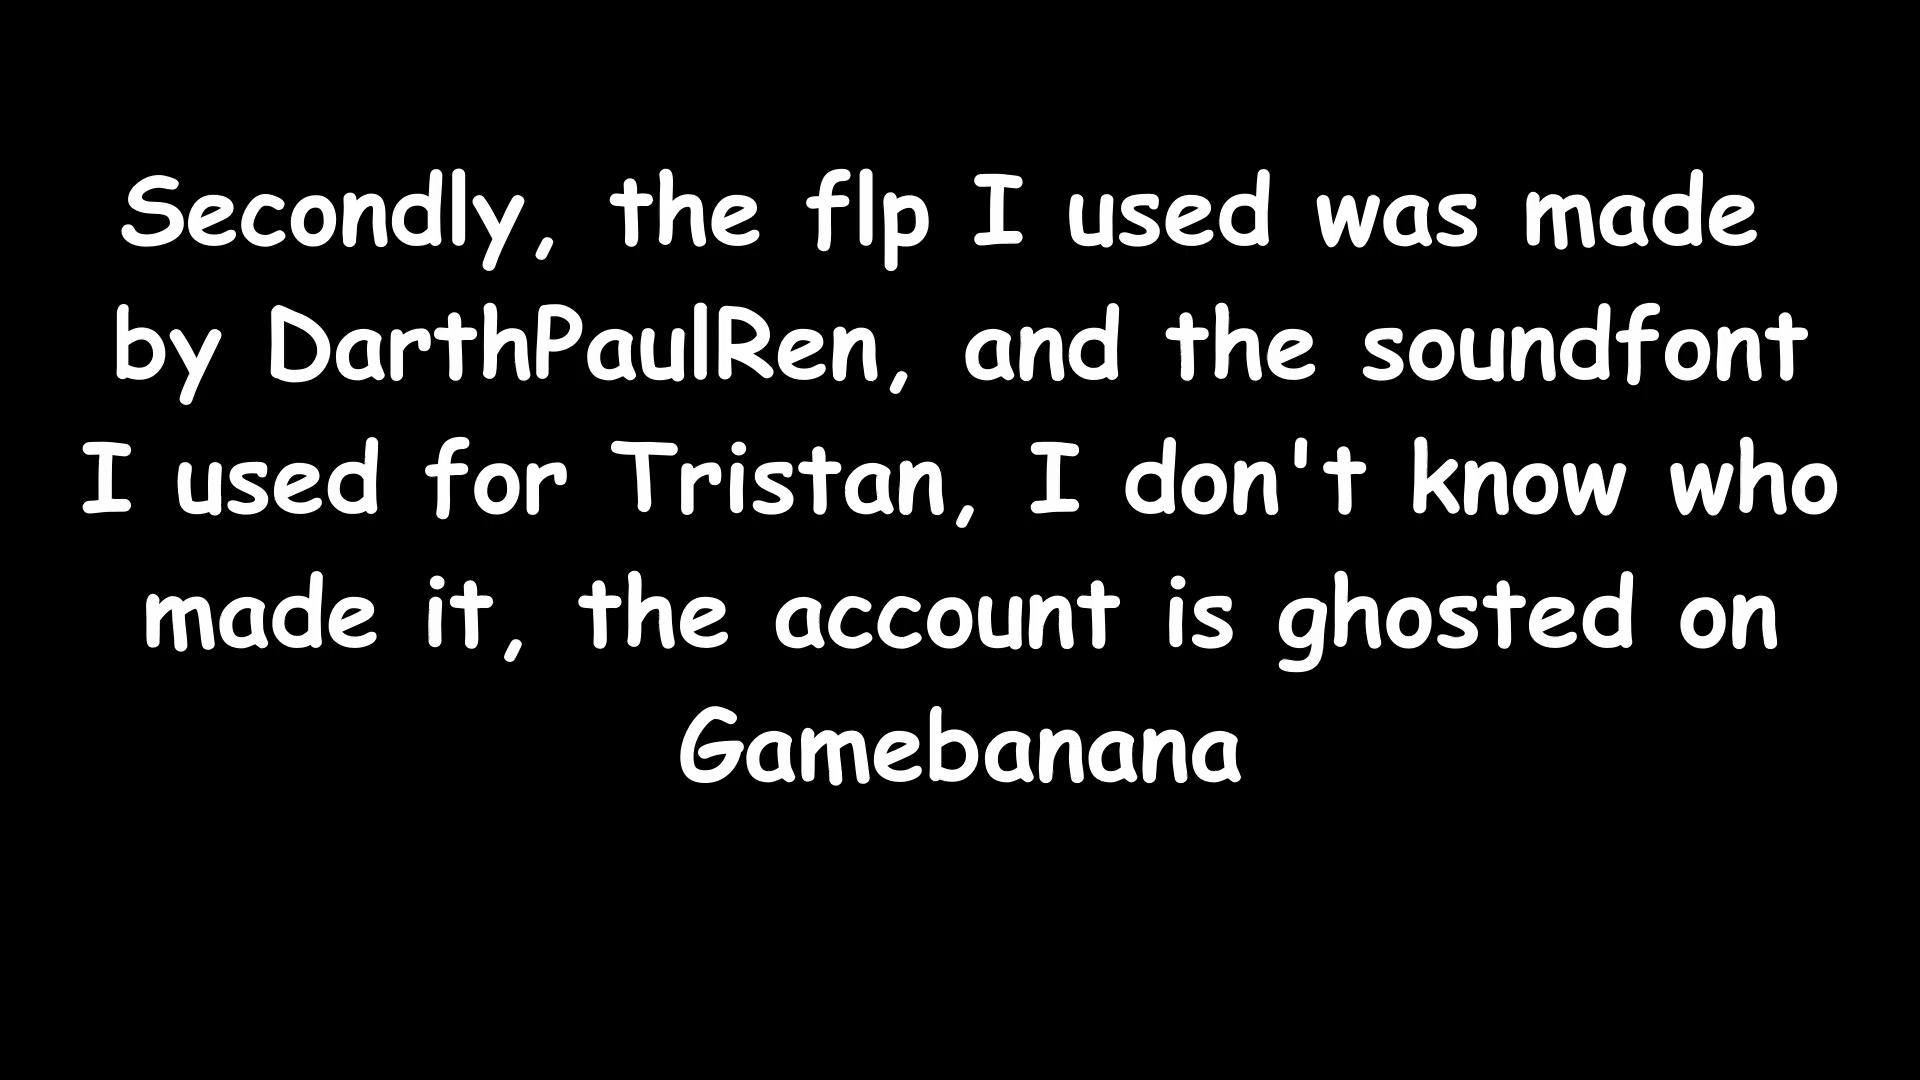 Secondly, the flp I used was made
by DarthPaulRen, and the soundfont
I used for Tristan, I don't know who
made it, the account is ghosted on
Gamebanana